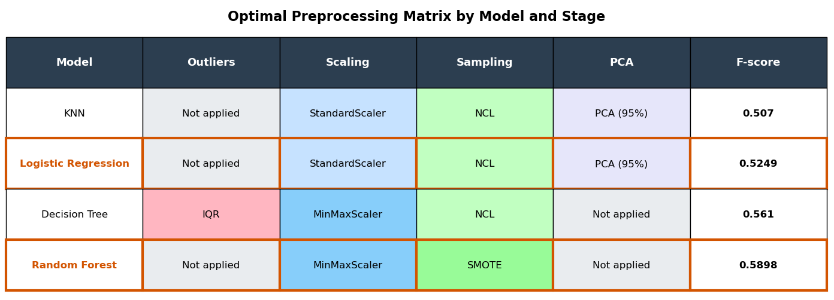 Optimal Preprocessing Matrix by Model and Stage
Model Outliers Scaling Sampling PCA F-score
KNN Not applied StandardScaler NCL PCA (95%) 0.507
Logistic Regression Not applied StandardScaler NCL PCA (95%) 0.5249
Decision Tree IQR MinMaxScaler NCL Not applied 0.561
Random Forest Not applied MinMaxScaler SMOTE Not applied 0.5898